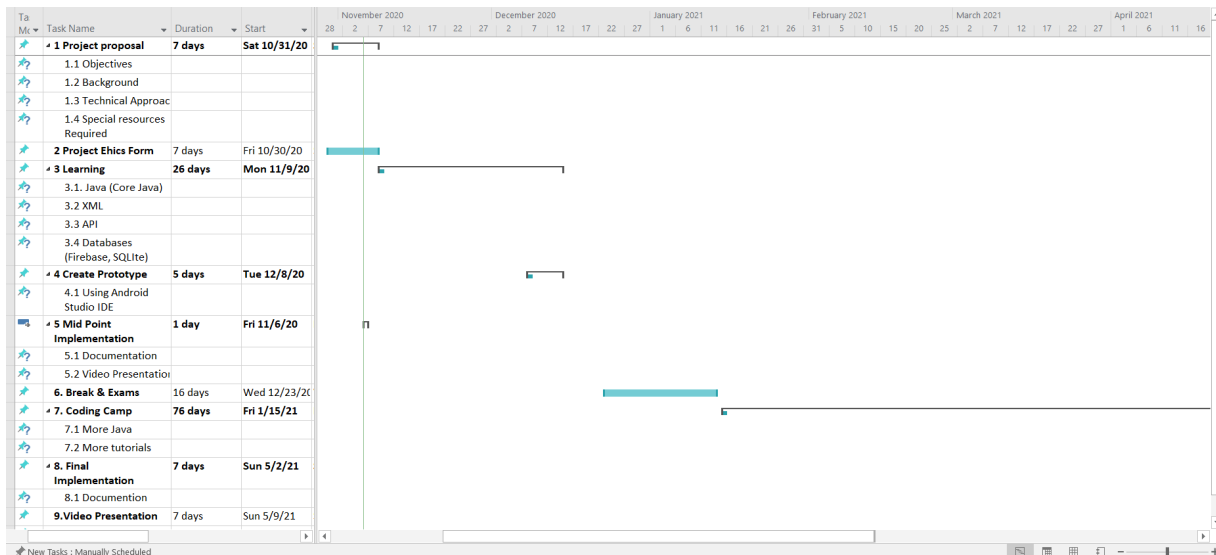 Ta
Mc Task Name Duration Start
November 2020 December 2020 January 2021 February 2021 March 2021 April 2021
28 2 7 12 17 22 27 2 7 12 17 22 27 1 6 11 16 21 26 31 5 10 15 20 25 2 7 12 17 22 27 1 6 11 16
1 Project proposal 7 days Sat 10/31/20
1.1 Objectives
1.2 Background
1.3 Technical Approac
1.4 Special resources
Required
2 Project Ehics Form 7 days Fri 10/30/20
3 Learning 26 days Mon 11/9/20
3.1. Java (Core Java)
3.2 XML
3.3 API
3.4 Databases
(Firebase, SQLIte)
4 Create Prototype 5 days Tue 12/8/20
4.1 Using Android
Studio IDE
5 Mid Point
Implementation
1 day Fri 11/6/20
5.1 Documentation
5.2 Video Presentation
6. Break & Exams 16 days Wed 12/23/20
7. Coding Camp 76 days Fri 1/15/21
7.1 More Java
7.2 More tutorials
8. Final
Implementation
7 days Sun 5/2/21
8.1 Documention
9.Video Presentation 7 days Sun 5/9/21
New Tasks : Manually Scheduled